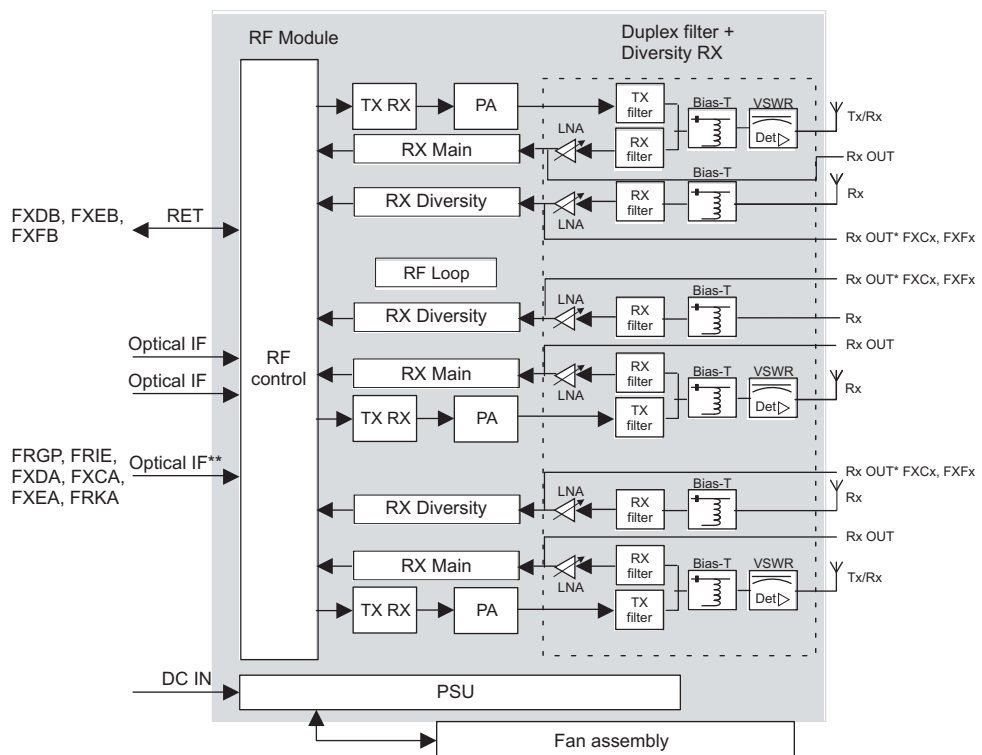 RF Module
Duplex filter +
Diversity RX
TX RX
PA
TX
filter
Bias-T
VSWR
Det
Tx/Rx
LNA
RX Main
RX
filter
Rx OUT
Bias-T
RX Diversity
RX
filter
Rx
LNA
FXDB, FXEB,
FXFB
RET
Rx OUT* FXCx, FXFx
RF Loop
Rx OUT* FXCx, FXFx
LNA
Bias-T
RX Diversity
RX
filter
Rx
Optical IF
RF
control
Rx OUT
RX Main
RX
filter
Bias-T
VSWR
Optical IF
LNA
Det
Rx
TX RX
PA
TX
filter
FRGP, FRIE,
FXDA, FXCA,
FXEA, FRKA
Optical IF**
Rx OUT* FXCx, FXFx
LNA
Bias-T
RX Diversity
RX
filter
Rx
Rx OUT
RX Main
RX
filter
Bias-T
VSWR
LNA
Det
Tx/Rx
TX RX
PA
TX
filter
DC IN
PSU
Fan assembly